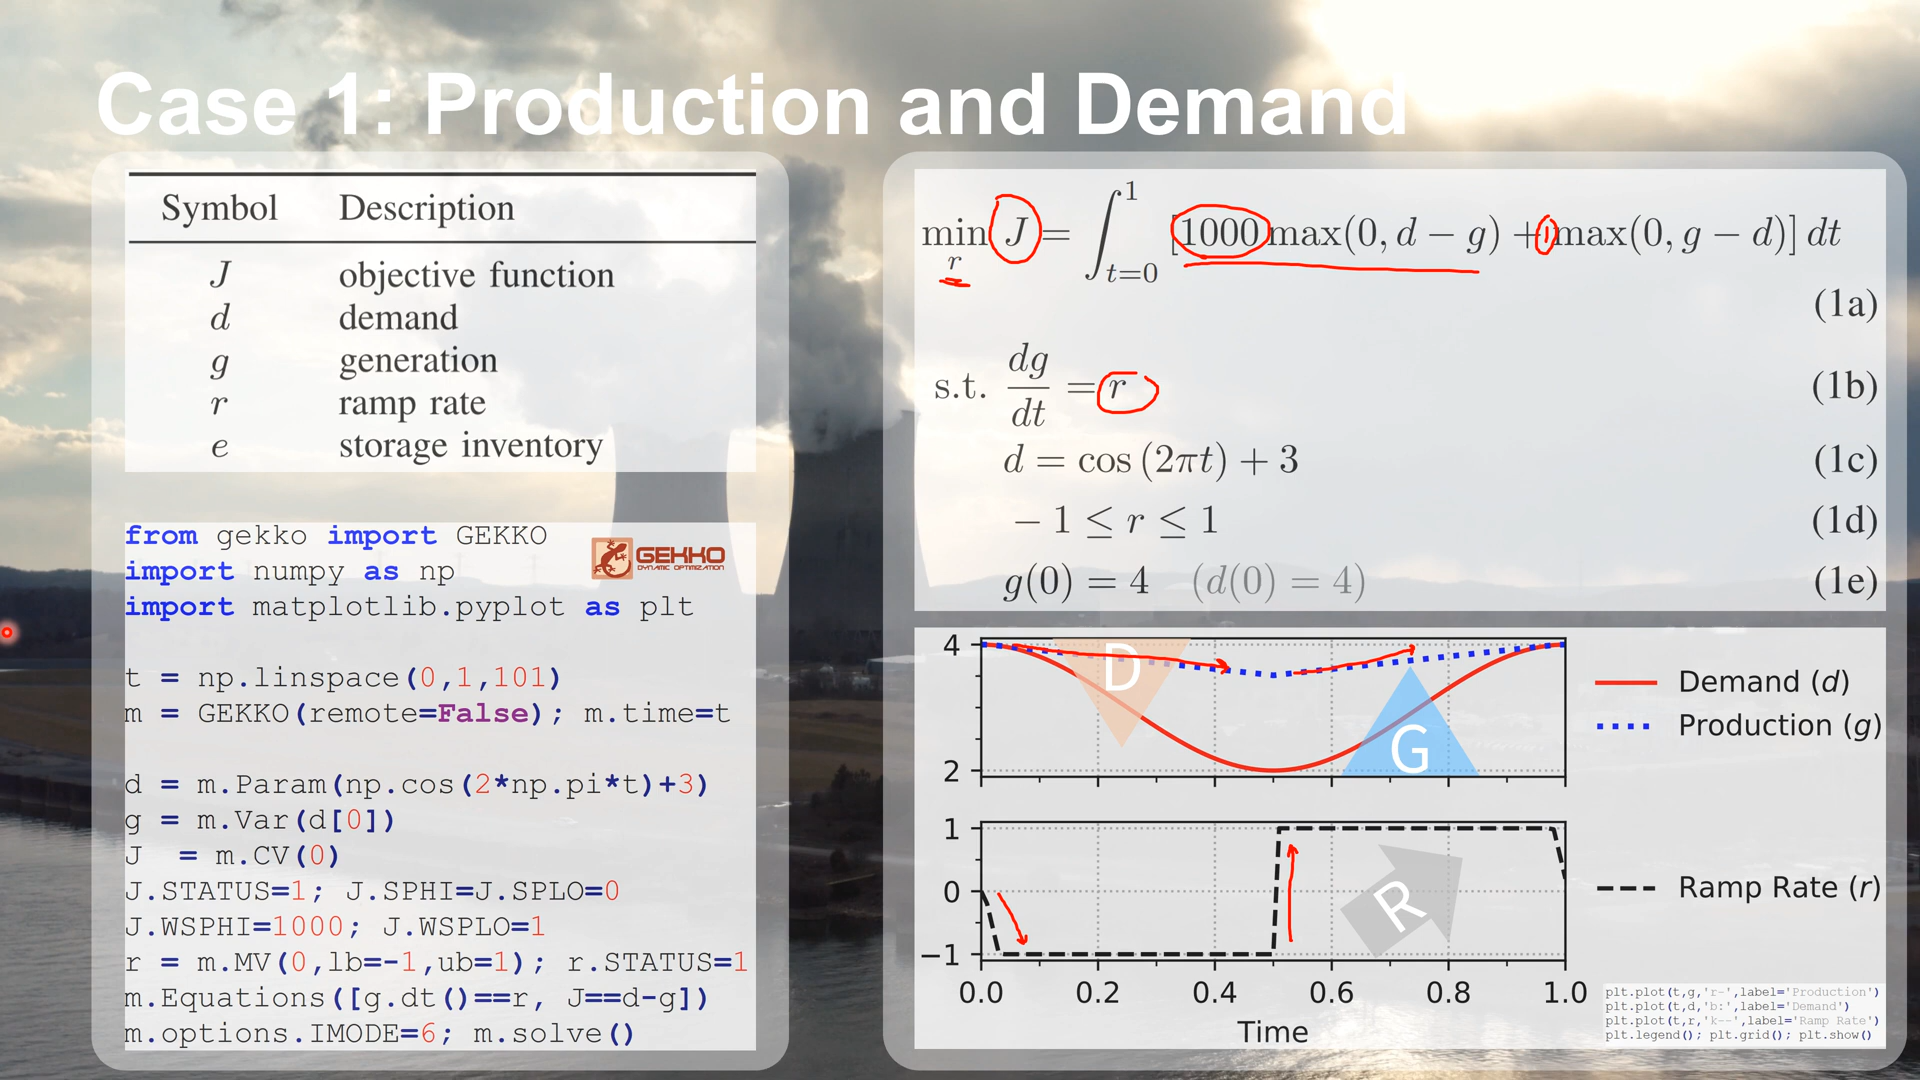 Case 1: Production and Demand
Symbol Description
J objective function
d demand
g generation
r ramp rate
e storage inventory
from gekko import GEKKO
import numpy as np
import matplotlib.pyplot as plt
GEKKO
DYNAMIC OPTIMIZATION
t = np.linspace(0,1,101)
m = GEKKO(remote=False); m.time=t
d = m.Param(np.cos(2*np.pi*t)+3)
g = m.Var(d[0])
J  = m.CV(0)
J.STATUS=1; J.SPHI=J.SPLO=0
J.WSPHI=1000; J.WSPLO=1
r = m.MV(0,lb=-1,ub=1); r.STATUS=1
m.Equations([g.dt()==r, J==d-g])
m.options.IMODE=6; m.solve()
min_r J = ∫_{t=0}^{1} [1000 max(0, d − g) + 1 max(0, g − d)] dt
(1a)
s.t. dg/dt = r (1b)
d = cos (2πt) + 3 (1c)
− 1 ≤ r ≤ 1 (1d)
g(0) = 4 (d(0) = 4) (1e)
4
2
D
G
Demand (d)
Production (g)
1
0
−1
R
Ramp Rate (r)
0.0 0.2 0.4 0.6 0.8 1.0
Time
plt.plot(t,g,'r-',label='Production')
plt.plot(t,d,'b:',label='Demand')
plt.plot(t,r,'k--',label='Ramp Rate')
plt.legend(); plt.grid(); plt.show()